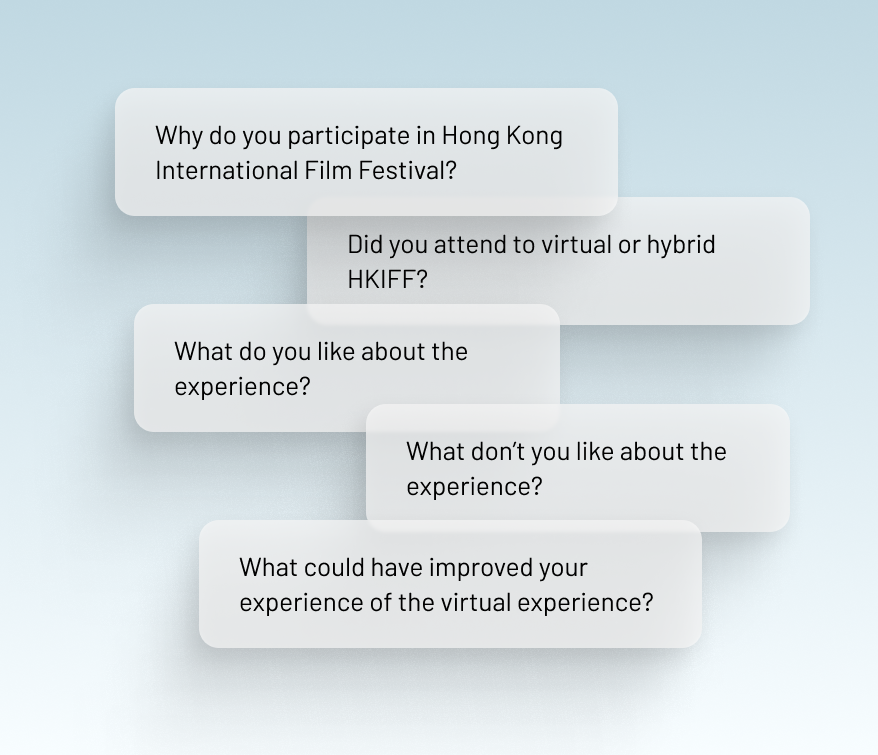 Why do you participate in Hong Kong
International Film Festival?
Did you attend to virtual or hybrid
HKIFF?
What do you like about the
experience?
What don’t you like about the
experience?
What could have improved your
experience of the virtual experience?